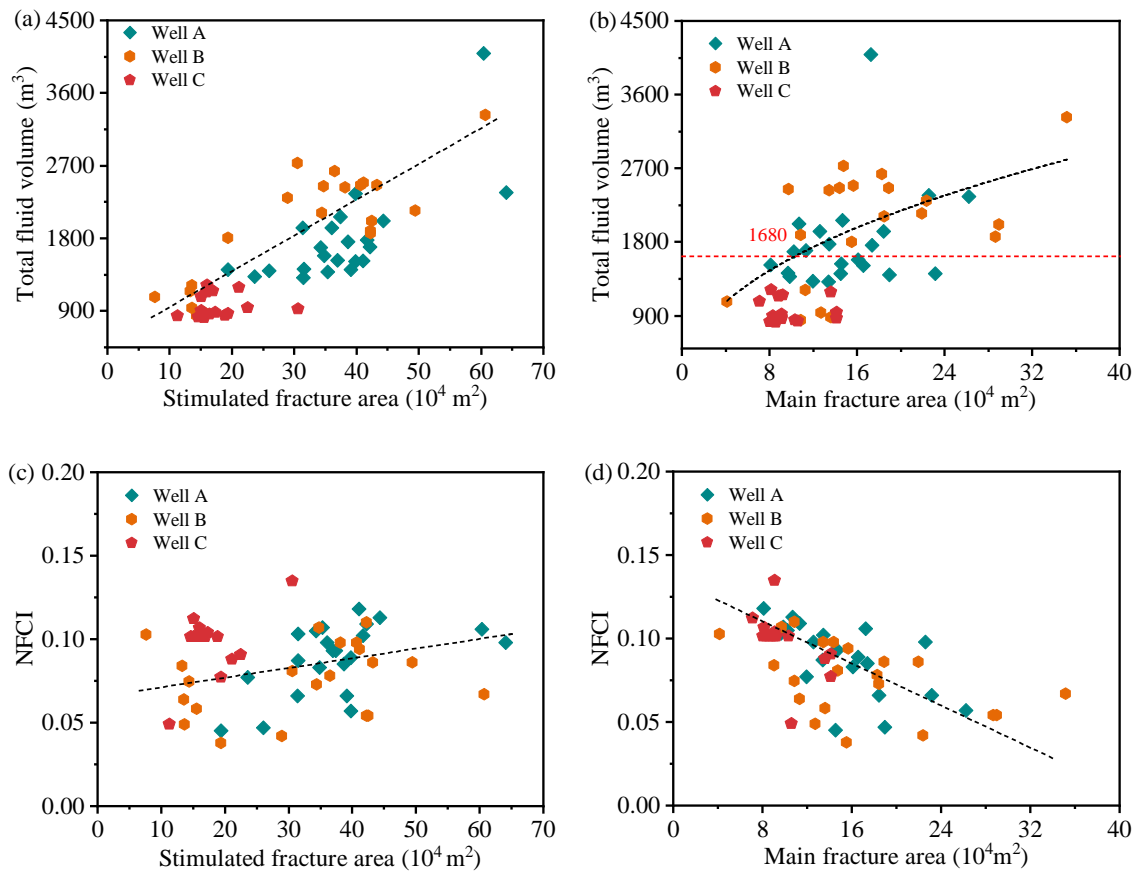 (a)
4500
3600
2700
1800
900
Total fluid volume (m³)
Well A
Well B
Well C
0 10 20 30 40 50 60 70
Stimulated fracture area (10⁴ m²)
(b)
4500
3600
2700
1800
900
Total fluid volume (m³)
Well A
Well B
Well C
1680
0 8 16 24 32 40
Main fracture area (10⁴ m²)
(c)
0.20
0.15
0.10
0.05
0.00
NFCI
Well A
Well B
Well C
0 10 20 30 40 50 60 70
Stimulated fracture area (10⁴ m²)
(d)
0.20
0.15
0.10
0.05
0.00
NFCI
Well A
Well B
Well C
0 8 16 24 32 40
Main fracture area (10⁴m²)